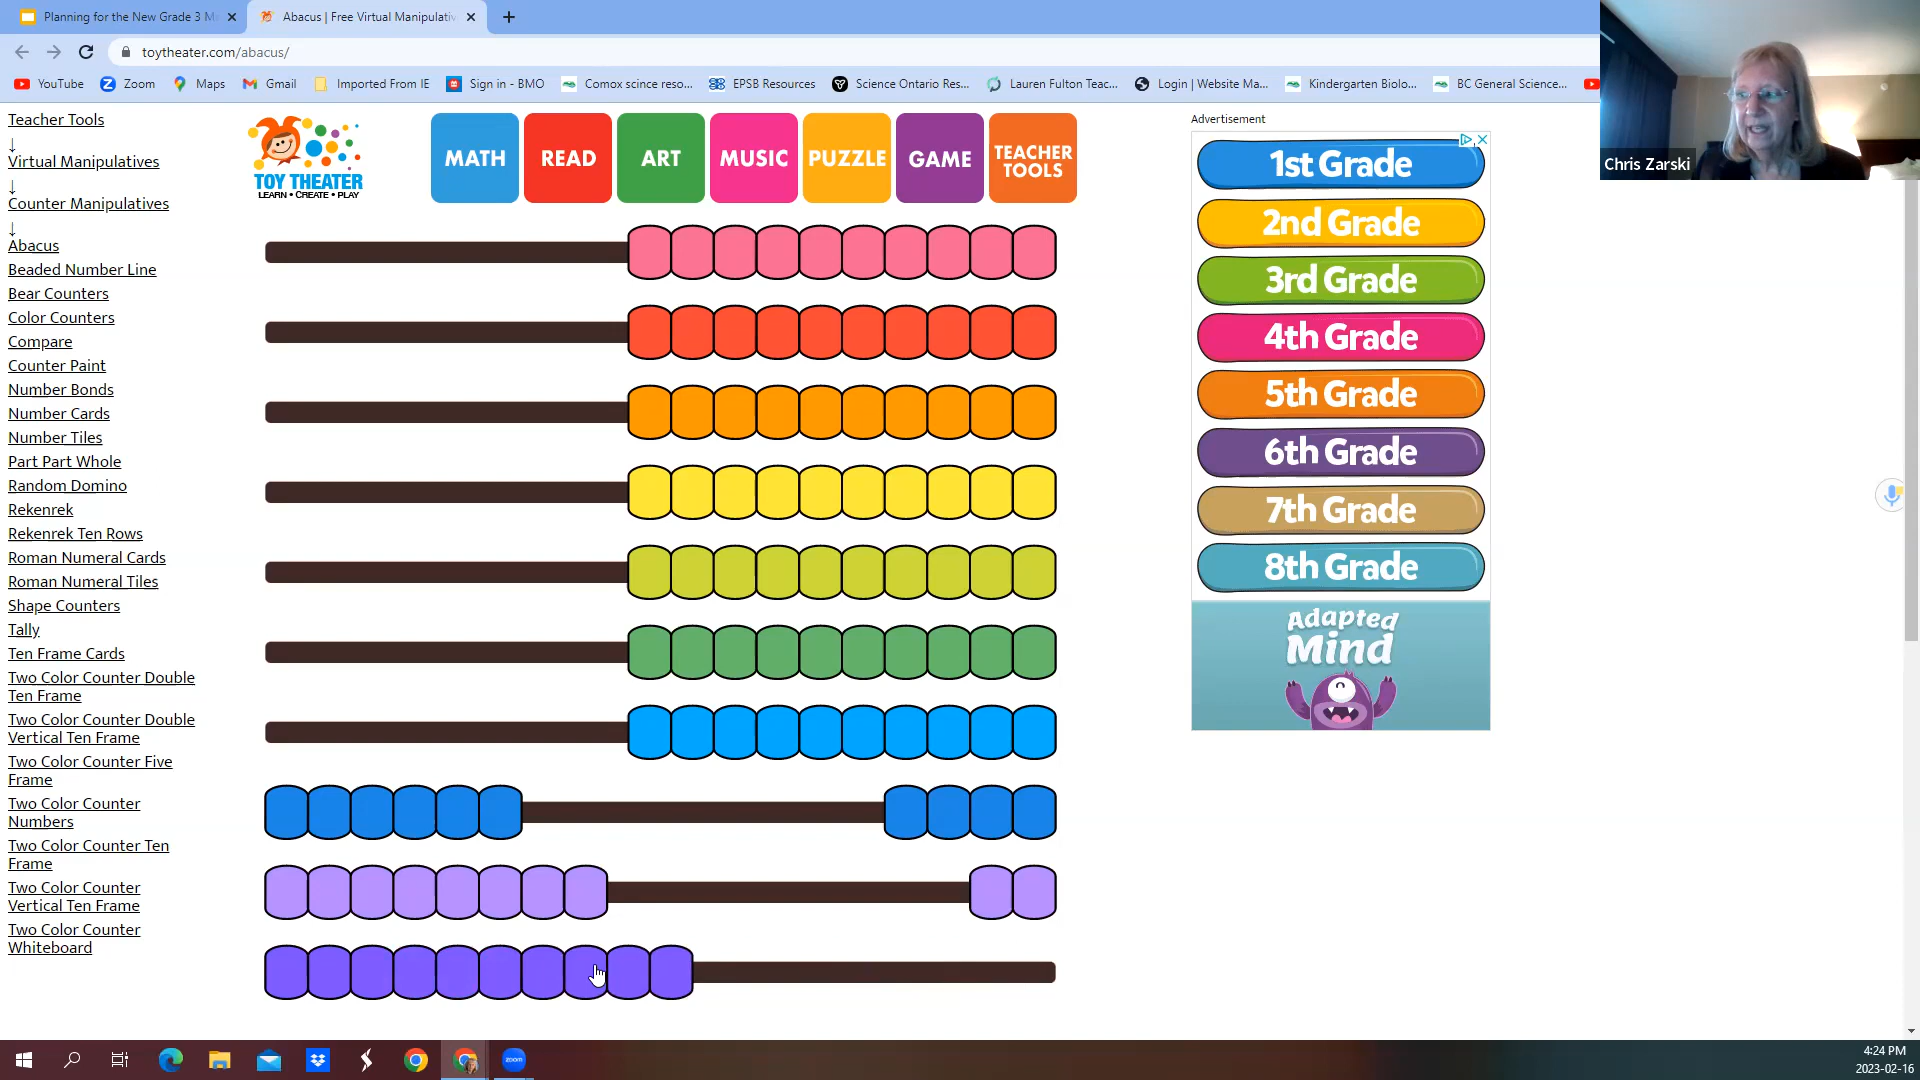 Planning for the New Grade 3 M
Abacus | Free Virtual Manipulativ
toytheater.com/abacus/
YouTube
Zoom
Maps
Gmail
Imported From IE
Sign in - BMO
Comox scince reso...
EPSB Resources
Science Ontario Res...
Lauren Fulton Teac...
Login | Website Ma...
Kindergarten Biolo...
BC General Science...
Chris Zarski
Teacher Tools
↓
Virtual Manipulatives
↓
Counter Manipulatives
↓
Abacus
Beaded Number Line
Bear Counters
Color Counters
Compare
Counter Paint
Number Bonds
Number Cards
Number Tiles
Part Part Whole
Random Domino
Rekenrek
Rekenrek Ten Rows
Roman Numeral Cards
Roman Numeral Tiles
Shape Counters
Tally
Ten Frame Cards
Two Color Counter Double
Ten Frame
Two Color Counter Double
Vertical Ten Frame
Two Color Counter Five
Frame
Two Color Counter
Numbers
Two Color Counter Ten
Frame
Two Color Counter
Vertical Ten Frame
Two Color Counter
Whiteboard
TOY THEATER
LEARN • CREATE • PLAY
MATH
READ
ART
MUSIC
PUZZLE
GAME
TEACHER
TOOLS
Advertisement
1st Grade
2nd Grade
3rd Grade
4th Grade
5th Grade
6th Grade
7th Grade
8th Grade
Adapted
Mind
zoom
4:24 PM
2023-02-16